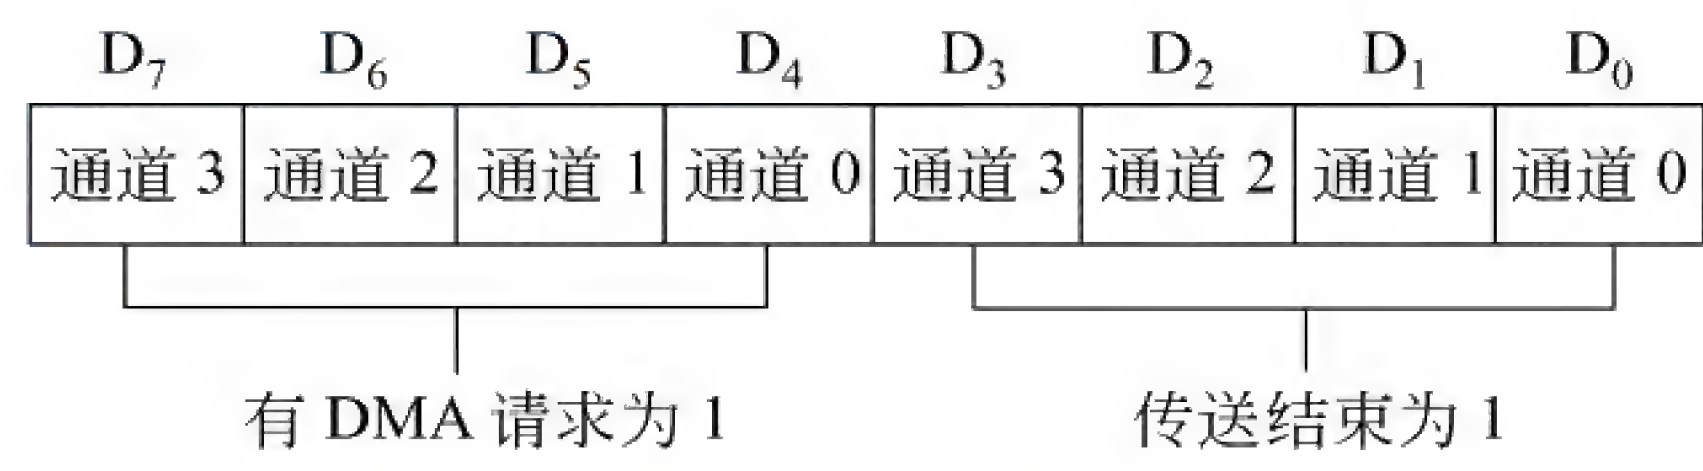 D₇ D₆ D₅ D₄ D₃ D₂ D₁ D₀
通道 3 通道 2 通道 1 通道 0 通道 3 通道 2 通道 1 通道 0
有 DMA 请求为 1 传送结束为 1